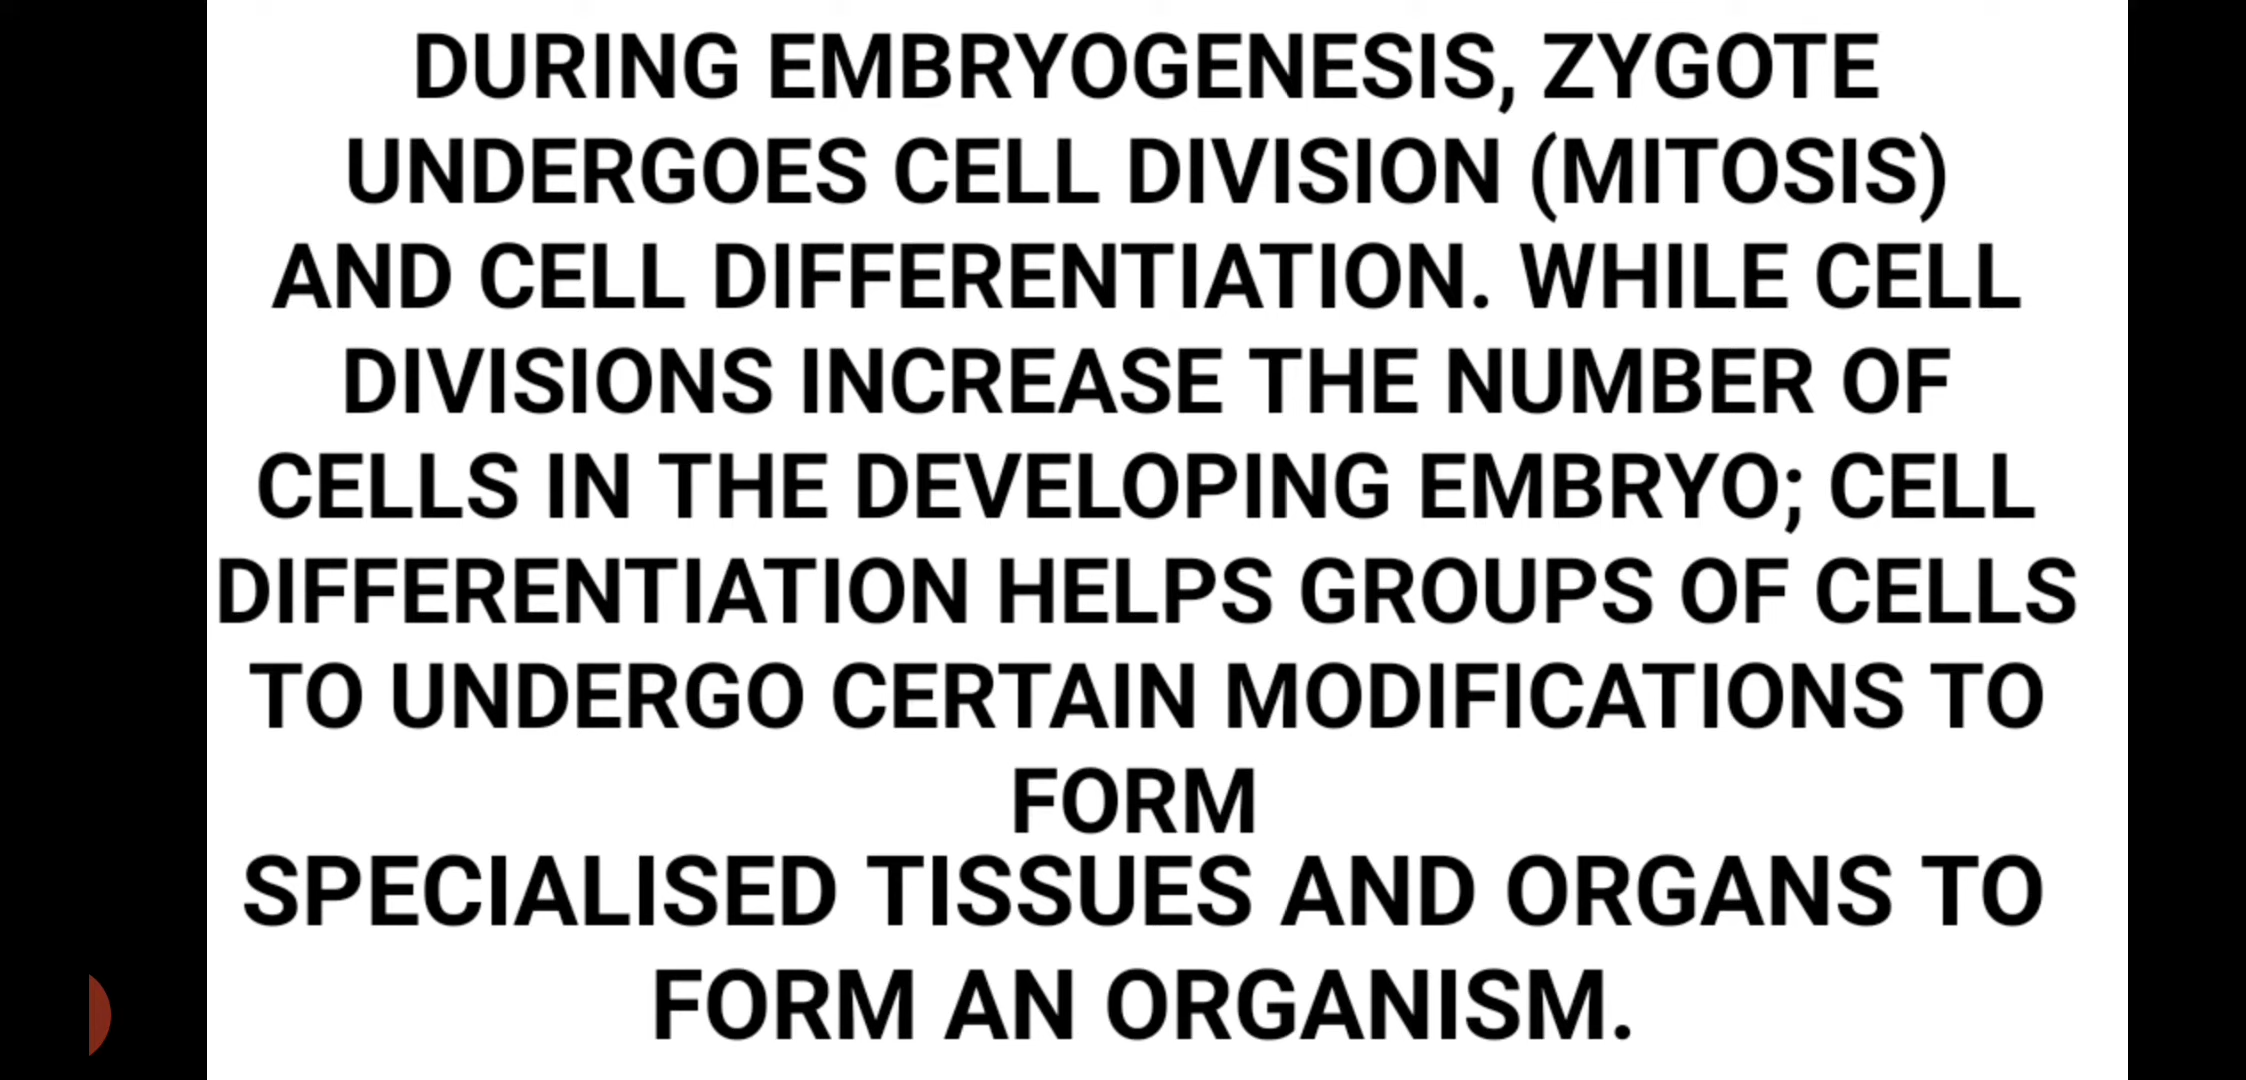 DURING EMBRYOGENESIS, ZYGOTE
UNDERGOES CELL DIVISION (MITOSIS)
AND CELL DIFFERENTIATION. WHILE CELL
DIVISIONS INCREASE THE NUMBER OF
CELLS IN THE DEVELOPING EMBRYO; CELL
DIFFERENTIATION HELPS GROUPS OF CELLS
TO UNDERGO CERTAIN MODIFICATIONS TO
FORM
SPECIALISED TISSUES AND ORGANS TO
FORM AN ORGANISM.